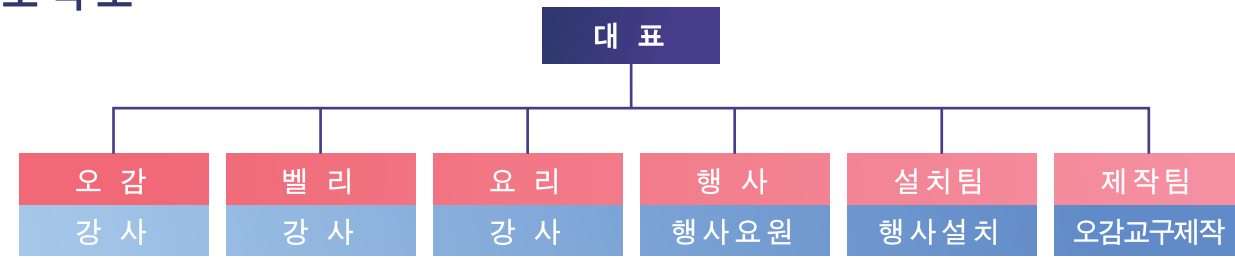 대 표
오 감
강 사
벨 리
강 사
요 리
강 사
행 사
행사요원
설치팀
행사설치
제작팀
오감교구제작